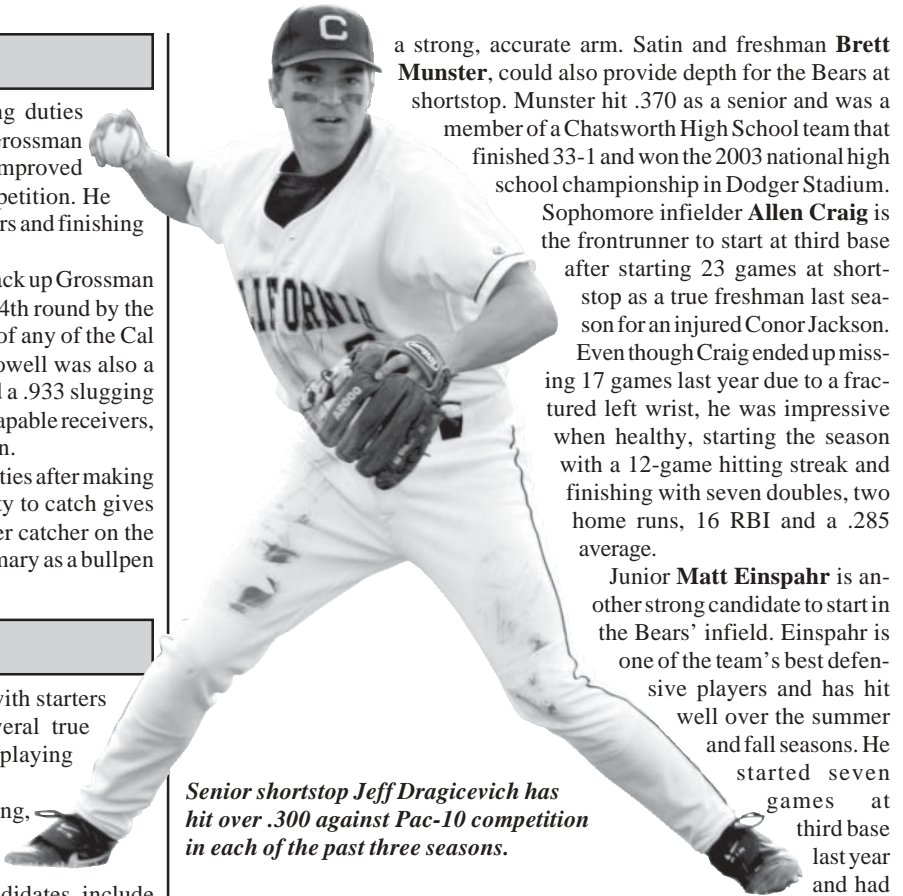 ng duties
Grossman
mproved
petition. He
rs and finishing
ack up Grossman
4th round by the
of any of the Cal
owell was also a
d a .933 slugging
apable receivers,
n.
ties after making
ty to catch gives
er catcher on the
mary as a bullpen
with starters
veral true
playing
ng,
didates include
C
LIFORNIA
Senior shortstop Jeff Dragicevich has
hit over .300 against Pac-10 competition
in each of the past three seasons.
a strong, accurate arm. Satin and freshman Brett
Munster, could also provide depth for the Bears at
shortstop. Munster hit .370 as a senior and was a
member of a Chatsworth High School team that
finished 33-1 and won the 2003 national high
school championship in Dodger Stadium.
Sophomore infielder Allen Craig is
the frontrunner to start at third base
after starting 23 games at short-
stop as a true freshman last sea-
son for an injured Conor Jackson.
Even though Craig ended up miss-
ing 17 games last year due to a frac-
tured left wrist, he was impressive
when healthy, starting the season
with a 12-game hitting streak and
finishing with seven doubles, two
home runs, 16 RBI and a .285
average.
Junior Matt Einspahr is an-
other strong candidate to start in
the Bears’ infield. Einspahr is
one of the team’s best defen-
sive players and has hit
well over the summer
and fall seasons. He
started seven
games at
third base
last year
and had